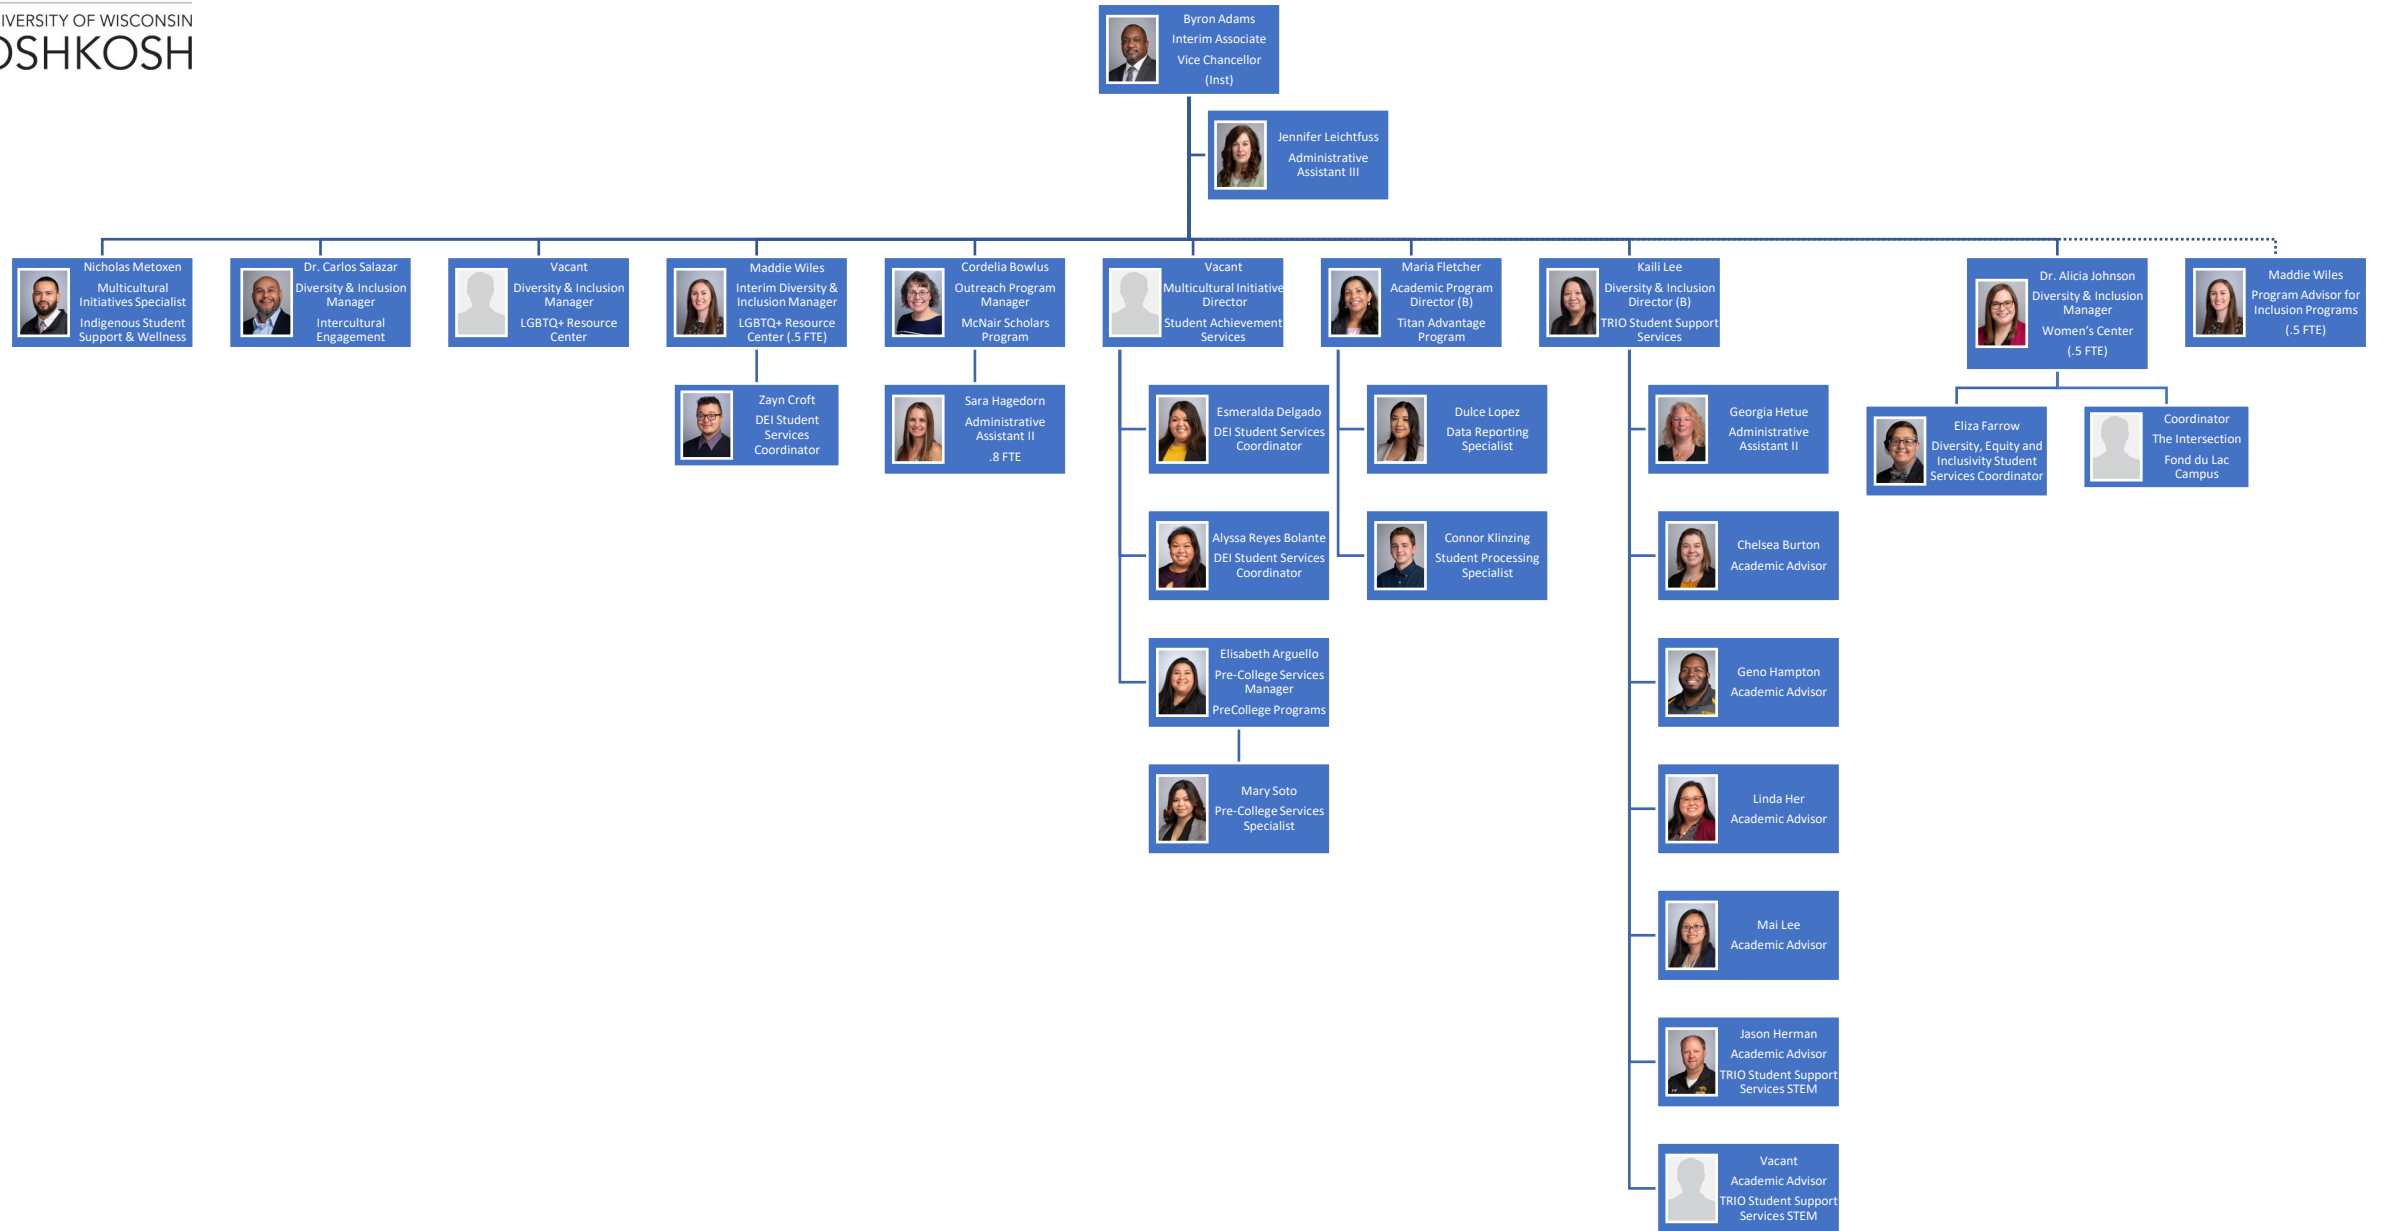 IVERSITY OF WISCONSIN
OSHKOSH
Byron Adams
Interim Associate
Vice Chancellor
(Inst)
Jennifer Leichtfuss
Administrative
Assistant III
Nicholas Metoxen
Multicultural
Initiatives Specialist
Indigenous Student
Support & Wellness
Dr. Carlos Salazar
Diversity & Inclusion
Manager
Intercultural
Engagement
Vacant
Diversity & Inclusion
Manager
LGBTQ+ Resource
Center
Maddie Wiles
Interim Diversity &
Inclusion Manager
LGBTQ+ Resource
Center (.5 FTE)
Cordelia Bowlus
Outreach Program
Manager
McNair Scholars
Program
Vacant
Multicultural Initiative
Director
Student Achievement
Services
Maria Fletcher
Academic Program
Director (B)
Titan Advantage
Program
Kaili Lee
Diversity & Inclusion
Director (B)
TRIO Student Support
Services
Dr. Alicia Johnson
Diversity & Inclusion
Manager
Women's Center
(.5 FTE)
Maddie Wiles
Program Advisor for
Inclusion Programs
(.5 FTE)
Zayn Croft
DEI Student
Services
Coordinator
Sara Hagedorn
Administrative
Assistant II
.8 FTE
Esmeralda Delgado
DEI Student Services
Coordinator
Dulce Lopez
Data Reporting
Specialist
Georgia Hetue
Administrative
Assistant II
Eliza Farrow
Diversity, Equity and
Inclusivity Student
Services Coordinator
Coordinator
The Intersection
Fond du Lac
Campus
Alyssa Reyes Bolante
DEI Student Services
Coordinator
Connor Klinzing
Student Processing
Specialist
Chelsea Burton
Academic Advisor
Elisabeth Arguello
Pre-College Services
Manager
PreCollege Programs
Geno Hampton
Academic Advisor
Mary Soto
Pre-College Services
Specialist
Linda Her
Academic Advisor
Mai Lee
Academic Advisor
Jason Herman
Academic Advisor
TRIO Student Support
Services STEM
Vacant
Academic Advisor
TRIO Student Support
Services STEM